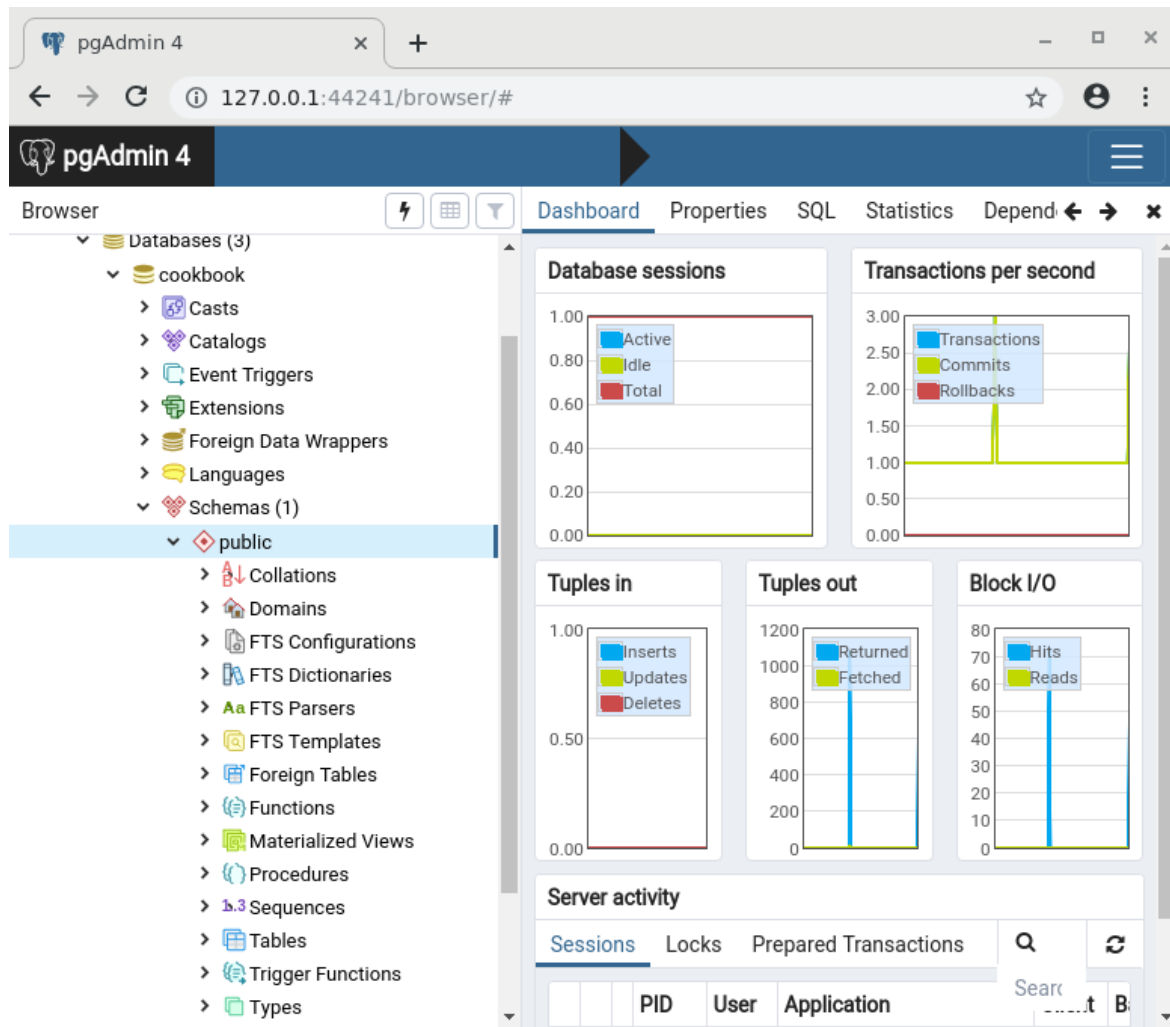 pgAdmin 4
127.0.0.1:44241/browser/#
pgAdmin 4
Browser
Databases (3)
cookbook
Casts
Catalogs
Event Triggers
Extensions
Foreign Data Wrappers
Languages
Schemas (1)
public
Collations
Domains
FTS Configurations
FTS Dictionaries
Aa FTS Parsers
FTS Templates
Foreign Tables
Functions
Materialized Views
Procedures
1..3 Sequences
Tables
Trigger Functions
Types
Dashboard Properties SQL Statistics Depend
Database sessions
1.00
0.80
0.60
0.40
0.20
0.00
Active
Idle
Total
Transactions per second
3.00
2.50
2.00
1.50
1.00
0.50
0.00
Transactions
Commits
Rollbacks
Tuples in
1.00
0.50
0.00
Inserts
Updates
Deletes
Tuples out
1200
1000
800
600
400
200
0
Returned
Fetched
Block I/O
80
70
60
50
40
30
20
10
0
Hits
Reads
Server activity
Sessions Locks Prepared Transactions
Searc
PID User Application